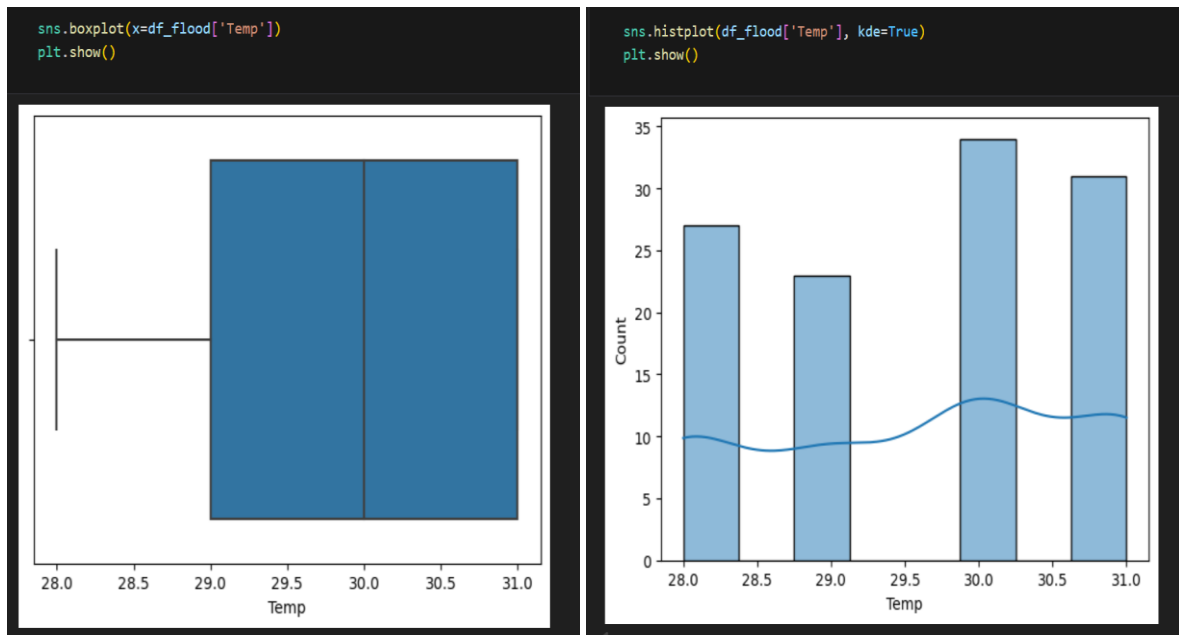 sns.boxplot(x=df_flood['Temp'])
plt.show()
28.0 28.5 29.0 29.5 30.0 30.5 31.0
Temp
sns.histplot(df_flood['Temp'], kde=True)
plt.show()
35
30
25
20
15
10
5
0
Count
28.0 28.5 29.0 29.5 30.0 30.5 31.0
Temp